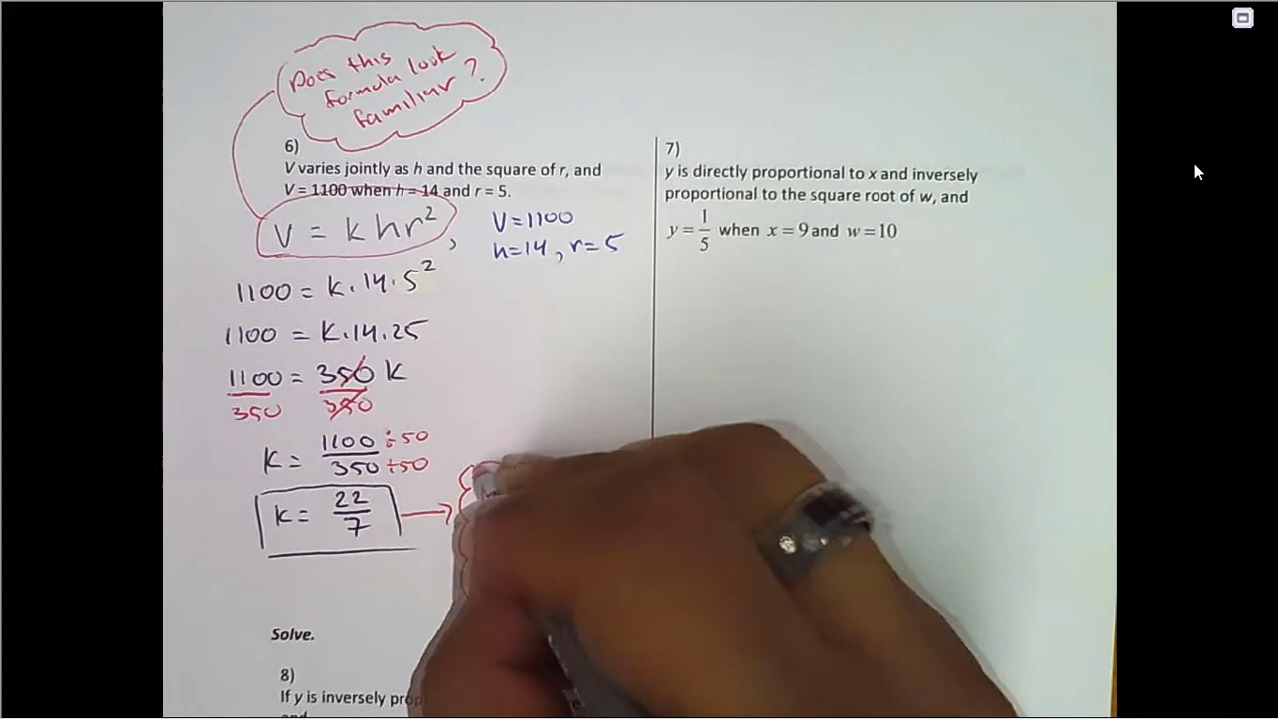 Does this
formula look
familiar?
6)
V varies jointly as h and the square of r, and
V = 1100 when h = 14 and r = 5.
V = khr²,
V=1100
h=14, r=5
1100 = k·14·5²
1100 = k·14·25
1100 = 350 k
350 350
k = 1100 ÷50
350 ÷50
k = 22
7
7)
y is directly proportional to x and inversely
proportional to the square root of w, and
y = 1/5 when x = 9 and w = 10
Solve.
8)
If y is inversely
and